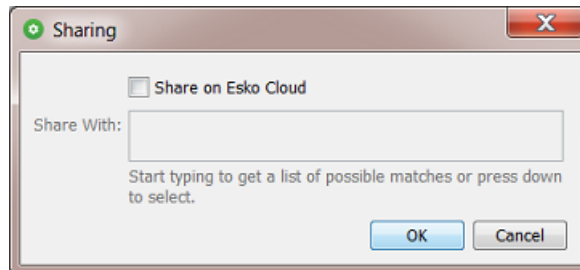 Sharing
Share on Esko Cloud
Share With:
Start typing to get a list of possible matches or press down
to select.
OK
Cancel